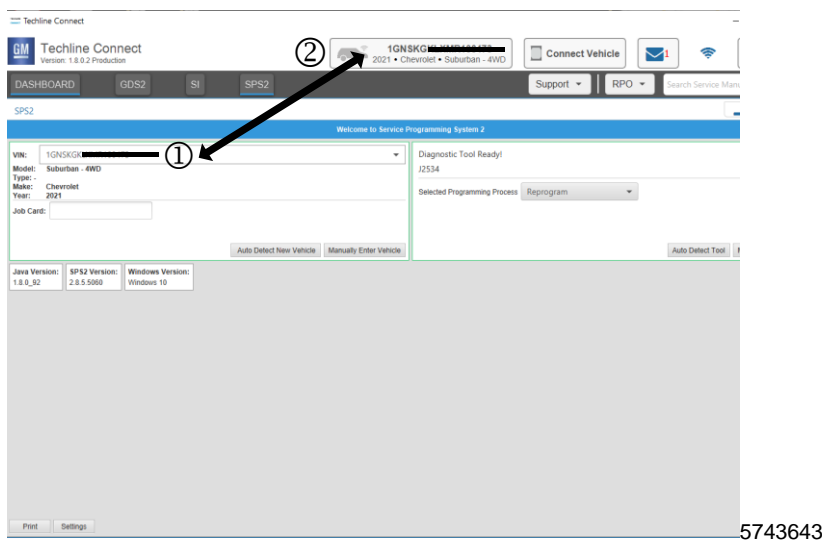 Techline Connect
GM
Techline Connect
Version: 1.8.0.2 Production
②
2021 • Chevrolet • Suburban - 4WD
Connect Vehicle
1
DASHBOARD GDS2 SI SPS2
Support
RPO
Search Service Manu
SPS2
Welcome to Service Programming System 2
VIN: 1GNSKGK
①
Model: Suburban - 4WD
Type: -
Make: Chevrolet
Year: 2021
Job Card:
Auto Detect New Vehicle Manually Enter Vehicle
Diagnostic Tool Ready!
J2534
Selected Programming Process Reprogram
Auto Detect Tool
Java Version: SPS2 Version: Windows Version:
1.8.0_92 2.8.5.5060 Windows 10
Print Settings
5743643